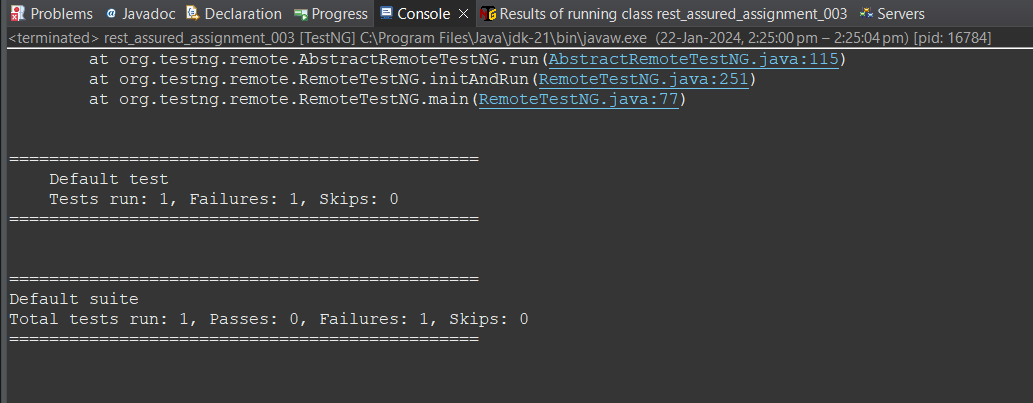 Problems Javadoc Declaration Progress Console Results of running class rest_assured_assignment_003 Servers
<terminated> rest_assured_assignment_003 [TestNG] C:\Program Files\Java\jdk-21\bin\javaw.exe (22-Jan-2024, 2:25:00 pm – 2:25:04 pm) [pid: 16784]
at org.testng.remote.AbstractRemoteTestNG.run(AbstractRemoteTestNG.java:115)
at org.testng.remote.RemoteTestNG.initAndRun(RemoteTestNG.java:251)
at org.testng.remote.RemoteTestNG.main(RemoteTestNG.java:77)
===============================================
Default test
Tests run: 1, Failures: 1, Skips: 0
===============================================
===============================================
Default suite
Total tests run: 1, Passes: 0, Failures: 1, Skips: 0
===============================================